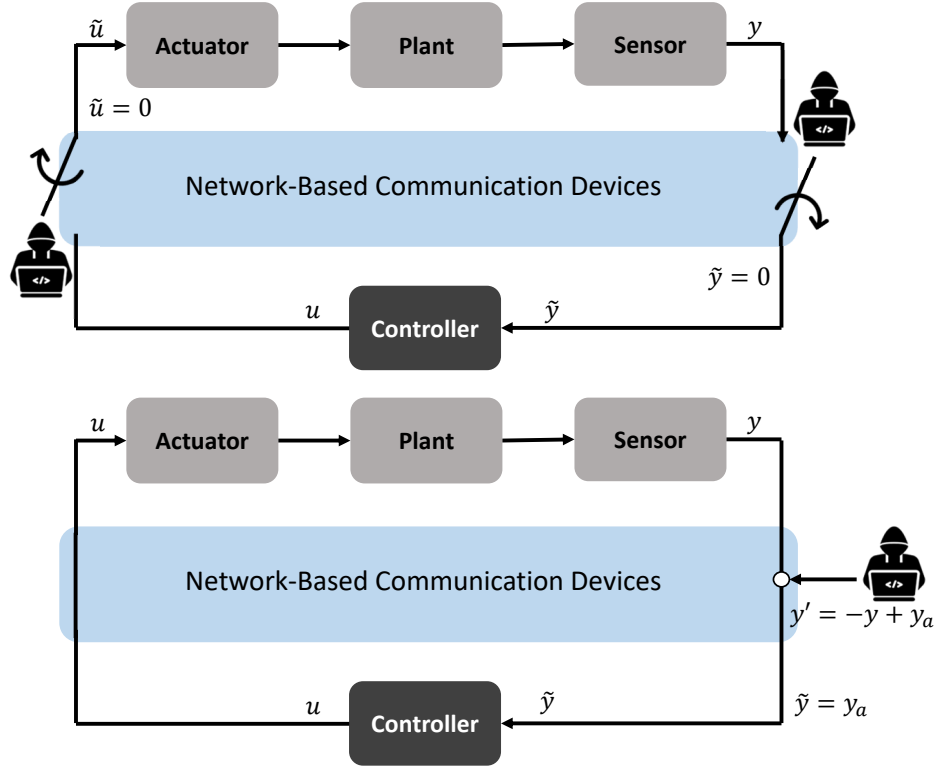 ũ
Actuator
Plant
Sensor
y
ũ = 0
</>
Network-Based Communication Devices
</>
ỹ = 0
u
Controller
ỹ
u
Actuator
Plant
Sensor
y
Network-Based Communication Devices
</>
y′ = −y + yₐ
u
Controller
ỹ
ỹ = yₐ